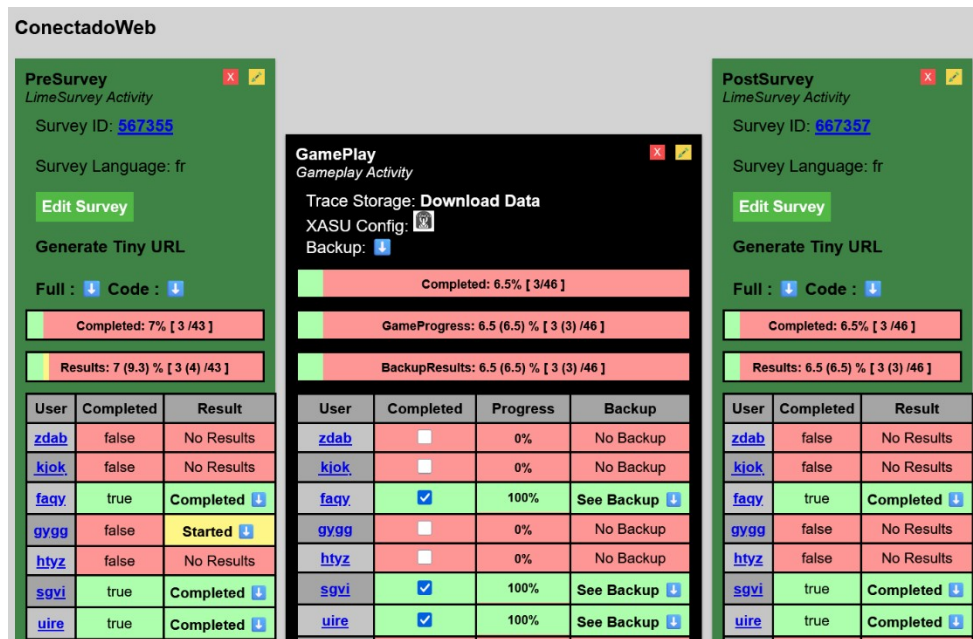 ConectadoWeb
PreSurvey X
LimeSurvey Activity
Survey ID: 567355
Survey Language: fr
Edit Survey
Generate Tiny URL
Full : Code :
Completed: 7% [ 3 /43 ]
Results: 7 (9.3) % [ 3 (4) /43 ]
User Completed Result
zdab false No Results
kjok false No Results
faqy true Completed
gygg false Started
htyz false No Results
sgvi true Completed
uire true Completed
GamePlay X
Gameplay Activity
Trace Storage: Download Data
XASU Config:
Backup:
Completed: 6.5% [ 3/46 ]
GameProgress: 6.5 (6.5) % [ 3 (3) /46 ]
BackupResults: 6.5 (6.5) % [ 3 (3) /46 ]
User Completed Progress Backup
zdab 0% No Backup
kjok 0% No Backup
faqy 100% See Backup
gygg 0% No Backup
htyz 0% No Backup
sgvi 100% See Backup
uire 100% See Backup
PostSurvey X
LimeSurvey Activity
Survey ID: 667357
Survey Language: fr
Edit Survey
Generate Tiny URL
Full : Code :
Completed: 6.5% [ 3 /46 ]
Results: 6.5 (6.5) % [ 3 (3) /46 ]
User Completed Result
zdab false No Results
kjok false No Results
faqy true Completed
gygg false No Results
htyz false No Results
sgvi true Completed
uire true Completed